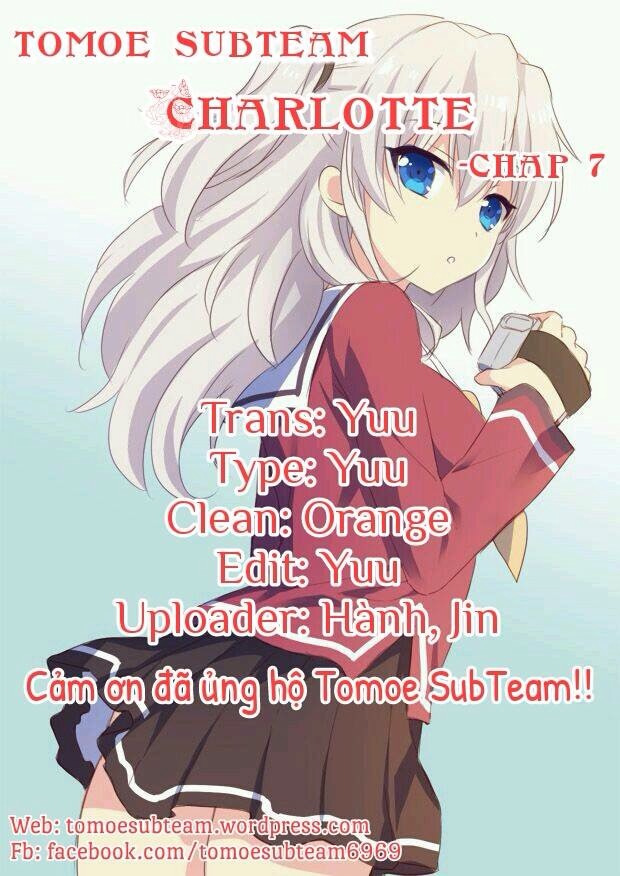 TOMOE SUBTEAM
CHARLOTTE
-CHAP 7
Trans: Yuu
Type: Yuu
Clean: Orange
Edit: Yuu
Uploader: Hành, Jin
Cảm ơn đã ủng hộ Tomoe SubTeam!!
Web: tomoesubteam.wordpress.com
Fb: facebook.com/tomoesubteam6969